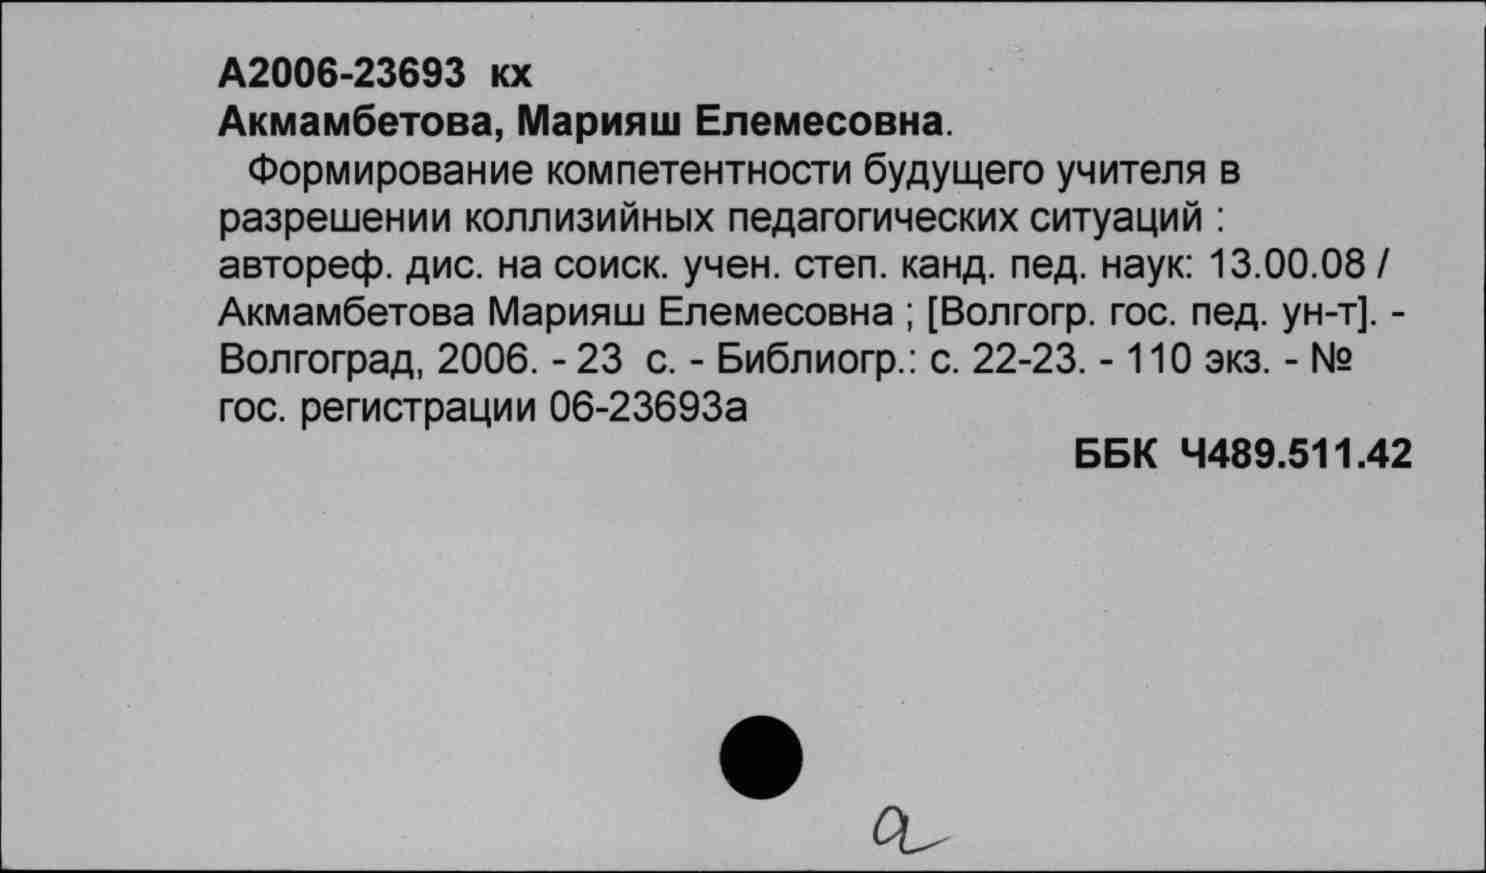 А2006-23693 кх
Акмамбетова, Марияш Елемесовна.
Формирование компетентности будущего учителя в
разрешении коллизийных педагогических ситуаций :
автореф. дис. на соиск. учен. степ. канд. пед. наук: 13.00.08 /
Акмамбетова Марияш Елемесовна ; [Волгогр. гос. пед. ун-т]. -
Волгоград, 2006. - 23 с. - Библиогр.: с. 22-23. - 110 экз. - №
гос. регистрации 06-23693а
ББК Ч489.511.42
а